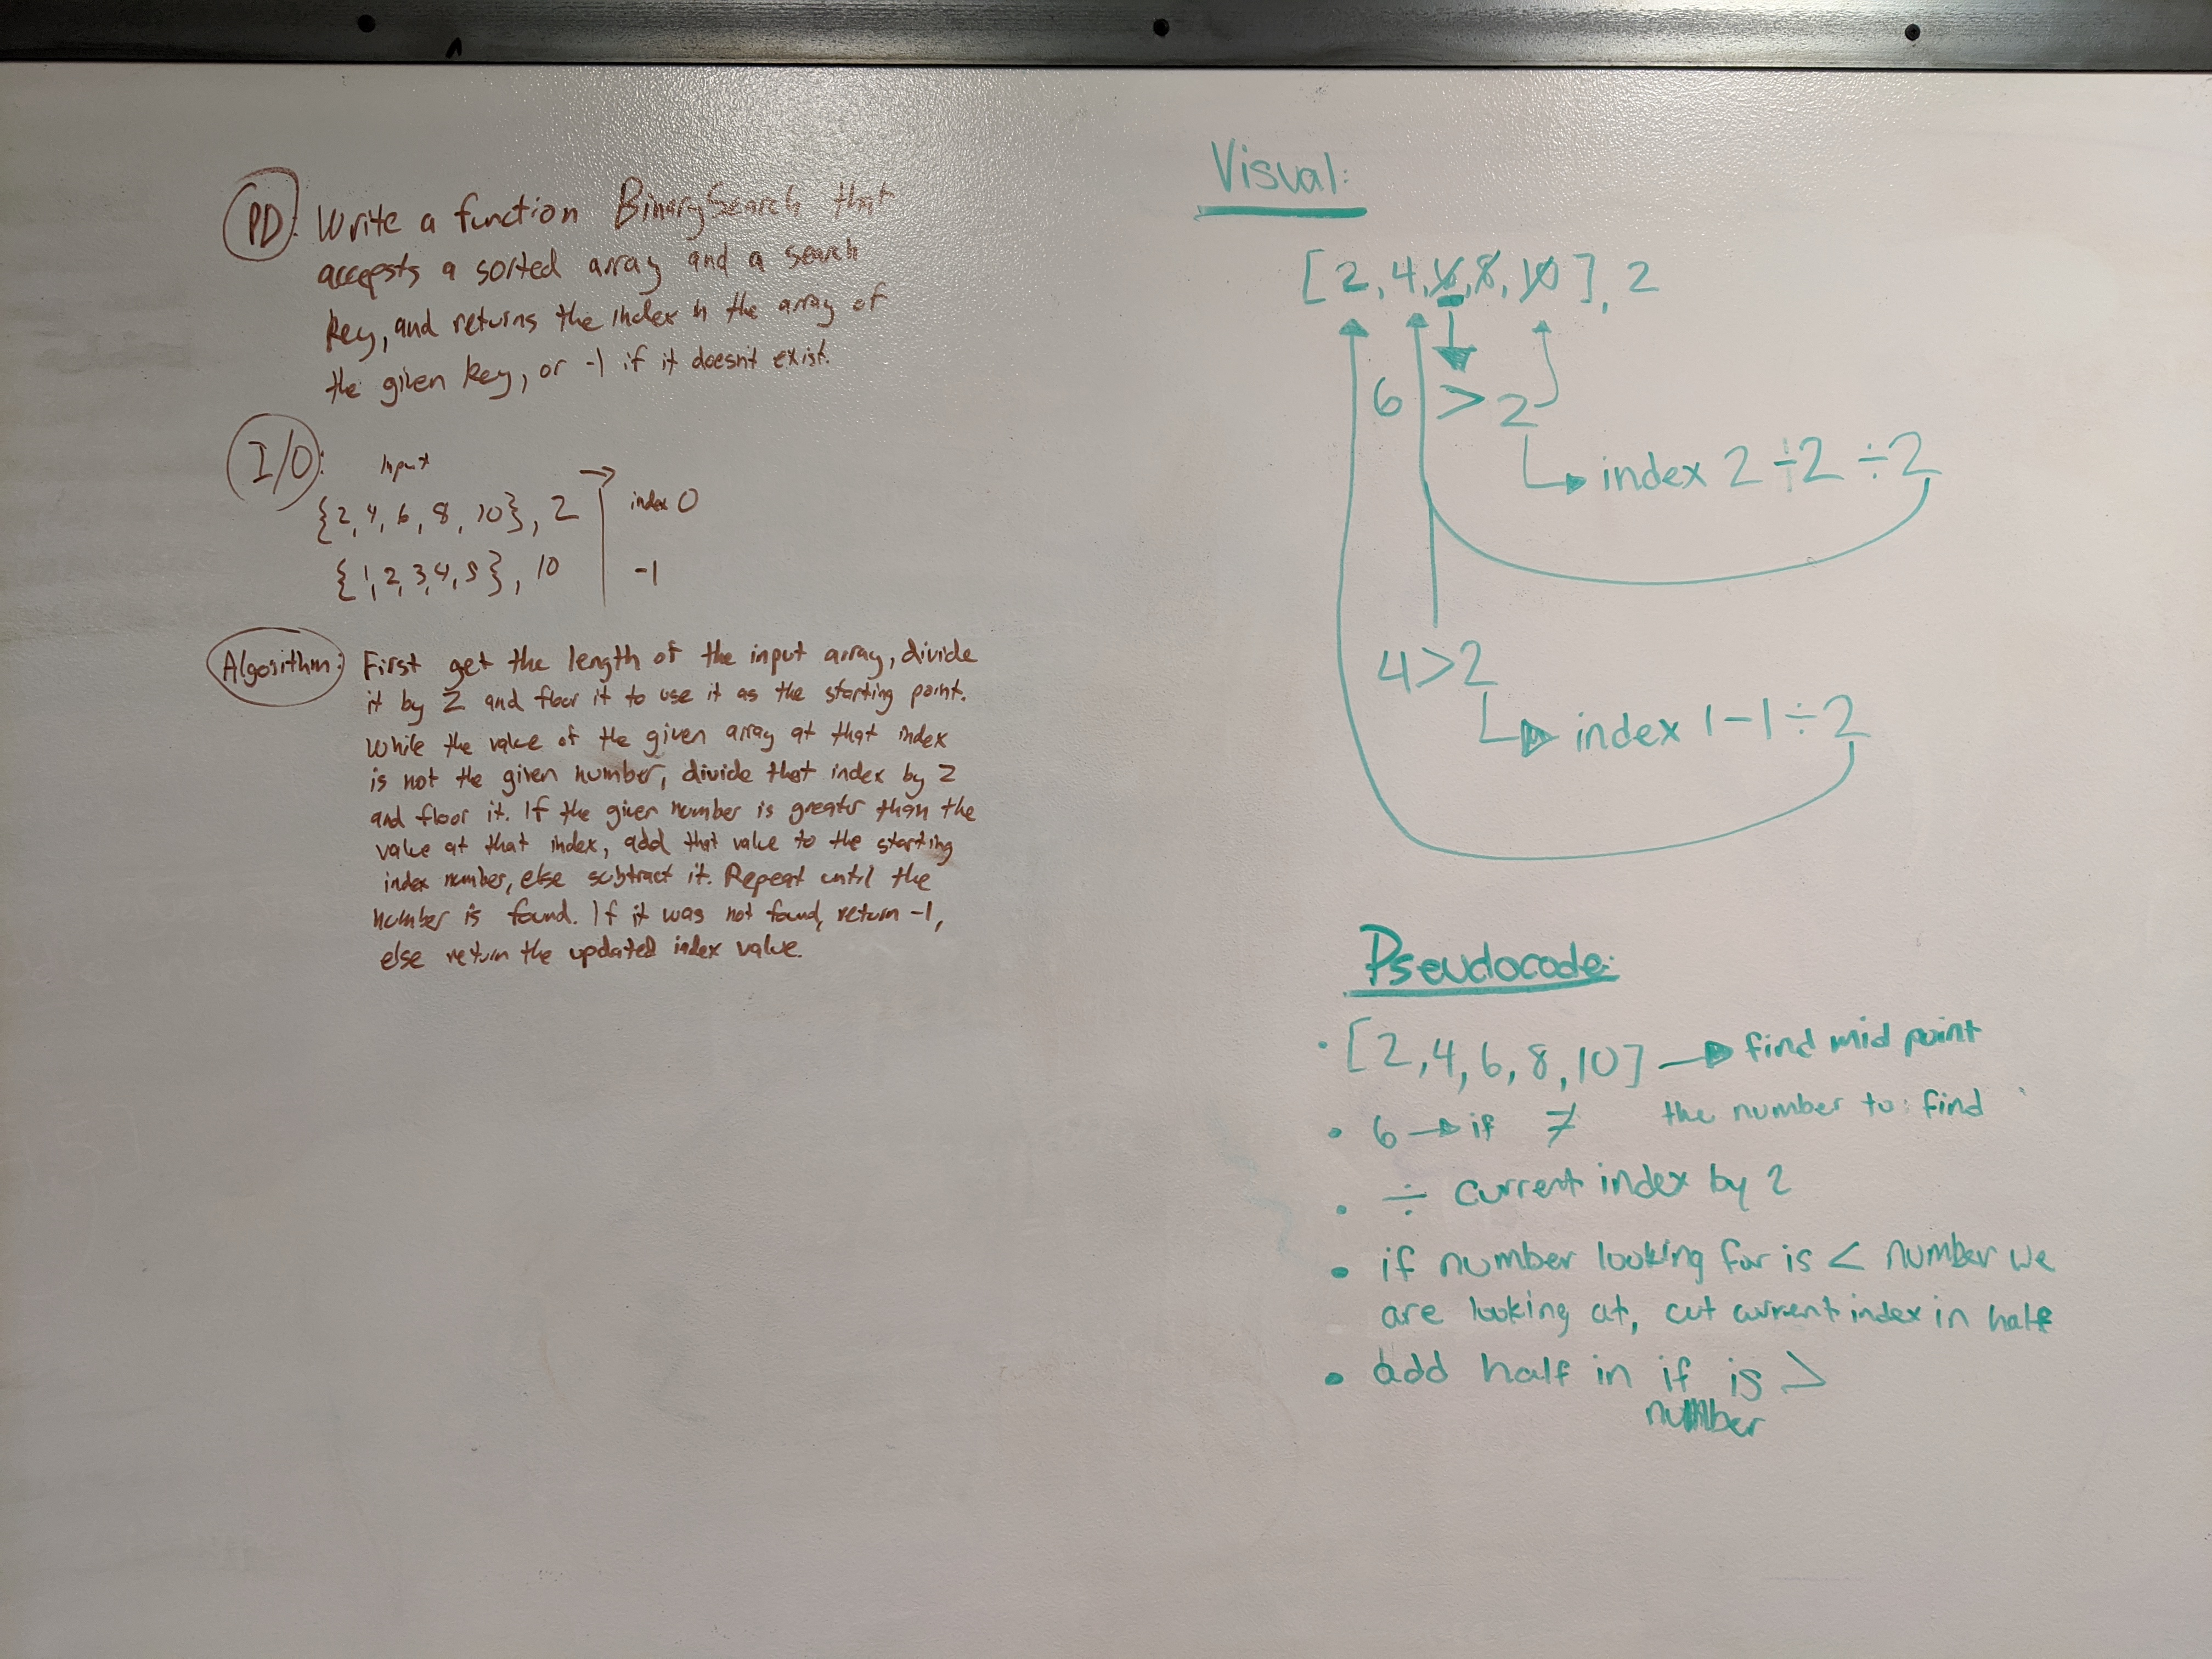 PD: Write a function BinarySearch that
accepsts a sorted array and a search
key, and returns the index in the array of
the given key, or -1 if it doesn't exist.
I/O:
Input
{2, 4, 6, 8, 10}, 2 → index 0
{1, 2, 3, 4, 5}, 10 -1
Algorithm: First get the length of the input array, divide
it by 2 and floor it to use it as the starting point.
While the value of the given array at that index
is not the given number, divide that index by 2
and floor it. If the given number is greater than the
value at that index, add that value to the starting
index number, else subtract it. Repeat until the
number is found. If it was not found, return -1,
else return the updated index value.
Visual:
[2, 4, 6, 8, 10], 2
6 > 2
index 2 ÷ 2 ÷ 2
4 > 2
index 1 - 1 ÷ 2
Pseudocode:
• [2, 4, 6, 8, 10] → find mid point
• 6 → if ≠ the number to find
• ÷ current index by 2
• if number looking for is < number we
are looking at, cut current index in half
• add half in if is >
number